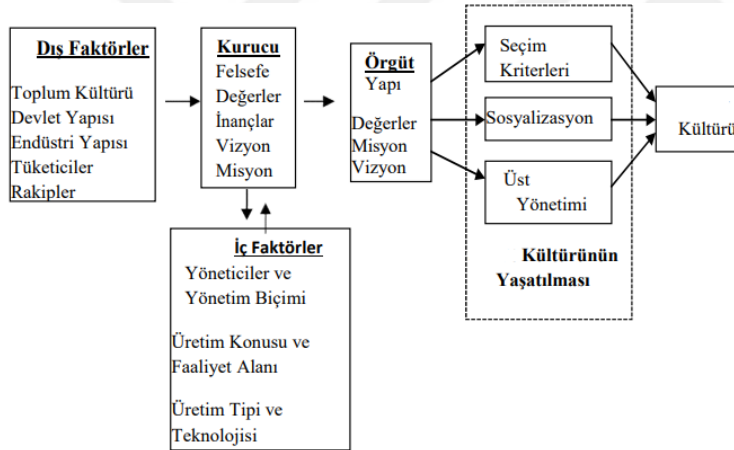 Dış Faktörler
Toplum Kültürü
Devlet Yapısı
Endüstri Yapısı
Tüketiciler
Rakipler
Kurucu
Felsefe
Değerler
İnançlar
Vizyon
Misyon
İç Faktörler
Yöneticiler ve
Yönetim Biçimi
Üretim Konusu ve
Faaliyet Alanı
Üretim Tipi ve
Teknolojisi
Örgüt
Yapı
Değerler
Misyon
Vizyon
Seçim
Kriterleri
Sosyalizasyon
Üst
Yönetimi
Kültürünün
Yaşatılması
Kültürü